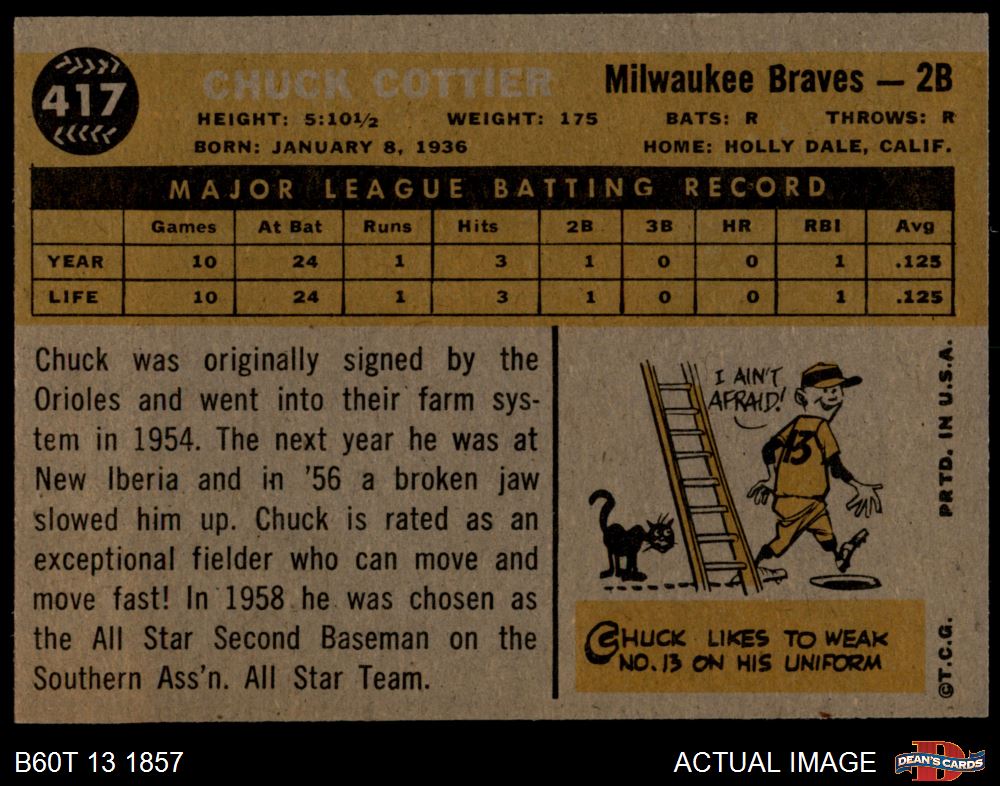 417
CHUCK COTTIER
Milwaukee Braves — 2B
HEIGHT: 5:10½ WEIGHT: 175 BATS: R THROWS: R
BORN: JANUARY 8, 1936 HOME: HOLLY DALE, CALIF.
MAJOR LEAGUE BATTING RECORD
Games At Bat Runs Hits 2B 3B HR RBI Avg
YEAR 10 24 1 3 1 0 0 1 .125
LIFE 10 24 1 3 1 0 0 1 .125
Chuck was originally signed by the
Orioles and went into their farm sys-
tem in 1954. The next year he was at
New Iberia and in '56 a broken jaw
slowed him up. Chuck is rated as an
exceptional fielder who can move and
move fast! In 1958 he was chosen as
the All Star Second Baseman on the
Southern Ass'n. All Star Team.
I AIN'T
AFRAID!
13
CHUCK LIKES TO WEAR
NO. 13 ON HIS UNIFORM
PRTD. IN U.S.A.
©T.C.G.
B60T 13 1857
ACTUAL IMAGE
D
DEAN'S CARDS